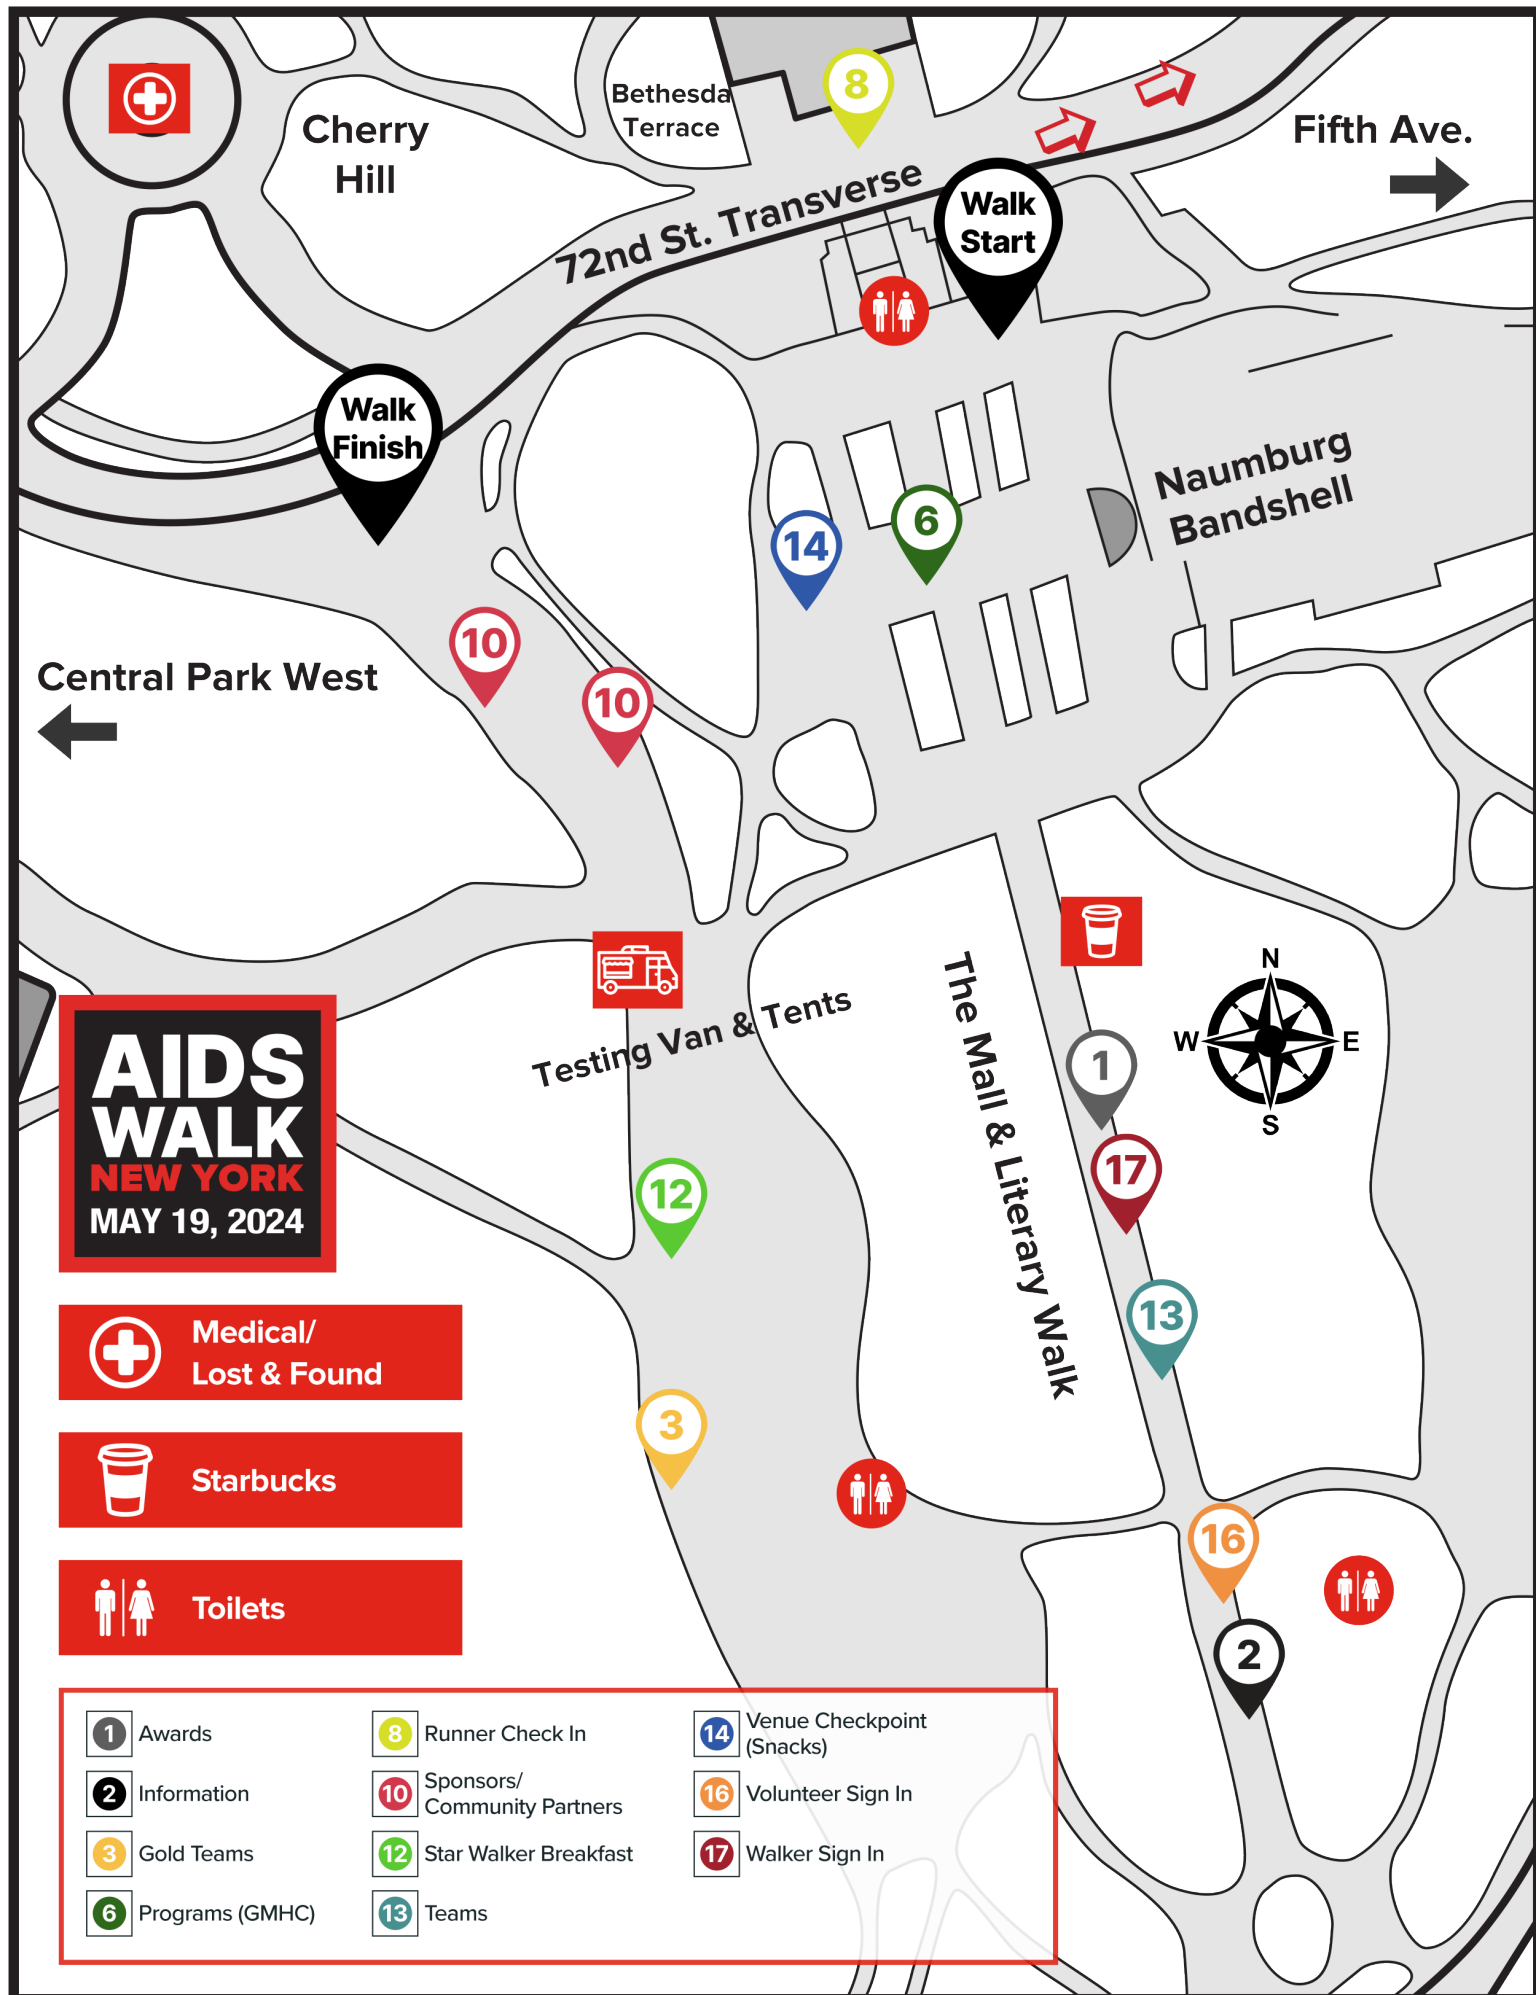 Bethesda
Terrace
8
Cherry
Hill
Fifth Ave.
72nd St. Transverse
Walk
Start
Walk
Finish
Naumburg
Bandshell
14
6
10
10
Central Park West
Testing Van & Tents
The Mall & Literary Walk
N
W
E
S
1
17
12
13
3
16
2
AIDS
WALK
NEW YORK
MAY 19, 2024
Medical/
Lost & Found
Starbucks
Toilets
1 Awards
2 Information
3 Gold Teams
6 Programs (GMHC)
8 Runner Check In
10 Sponsors/
Community Partners
12 Star Walker Breakfast
13 Teams
14 Venue Checkpoint
(Snacks)
16 Volunteer Sign In
17 Walker Sign In